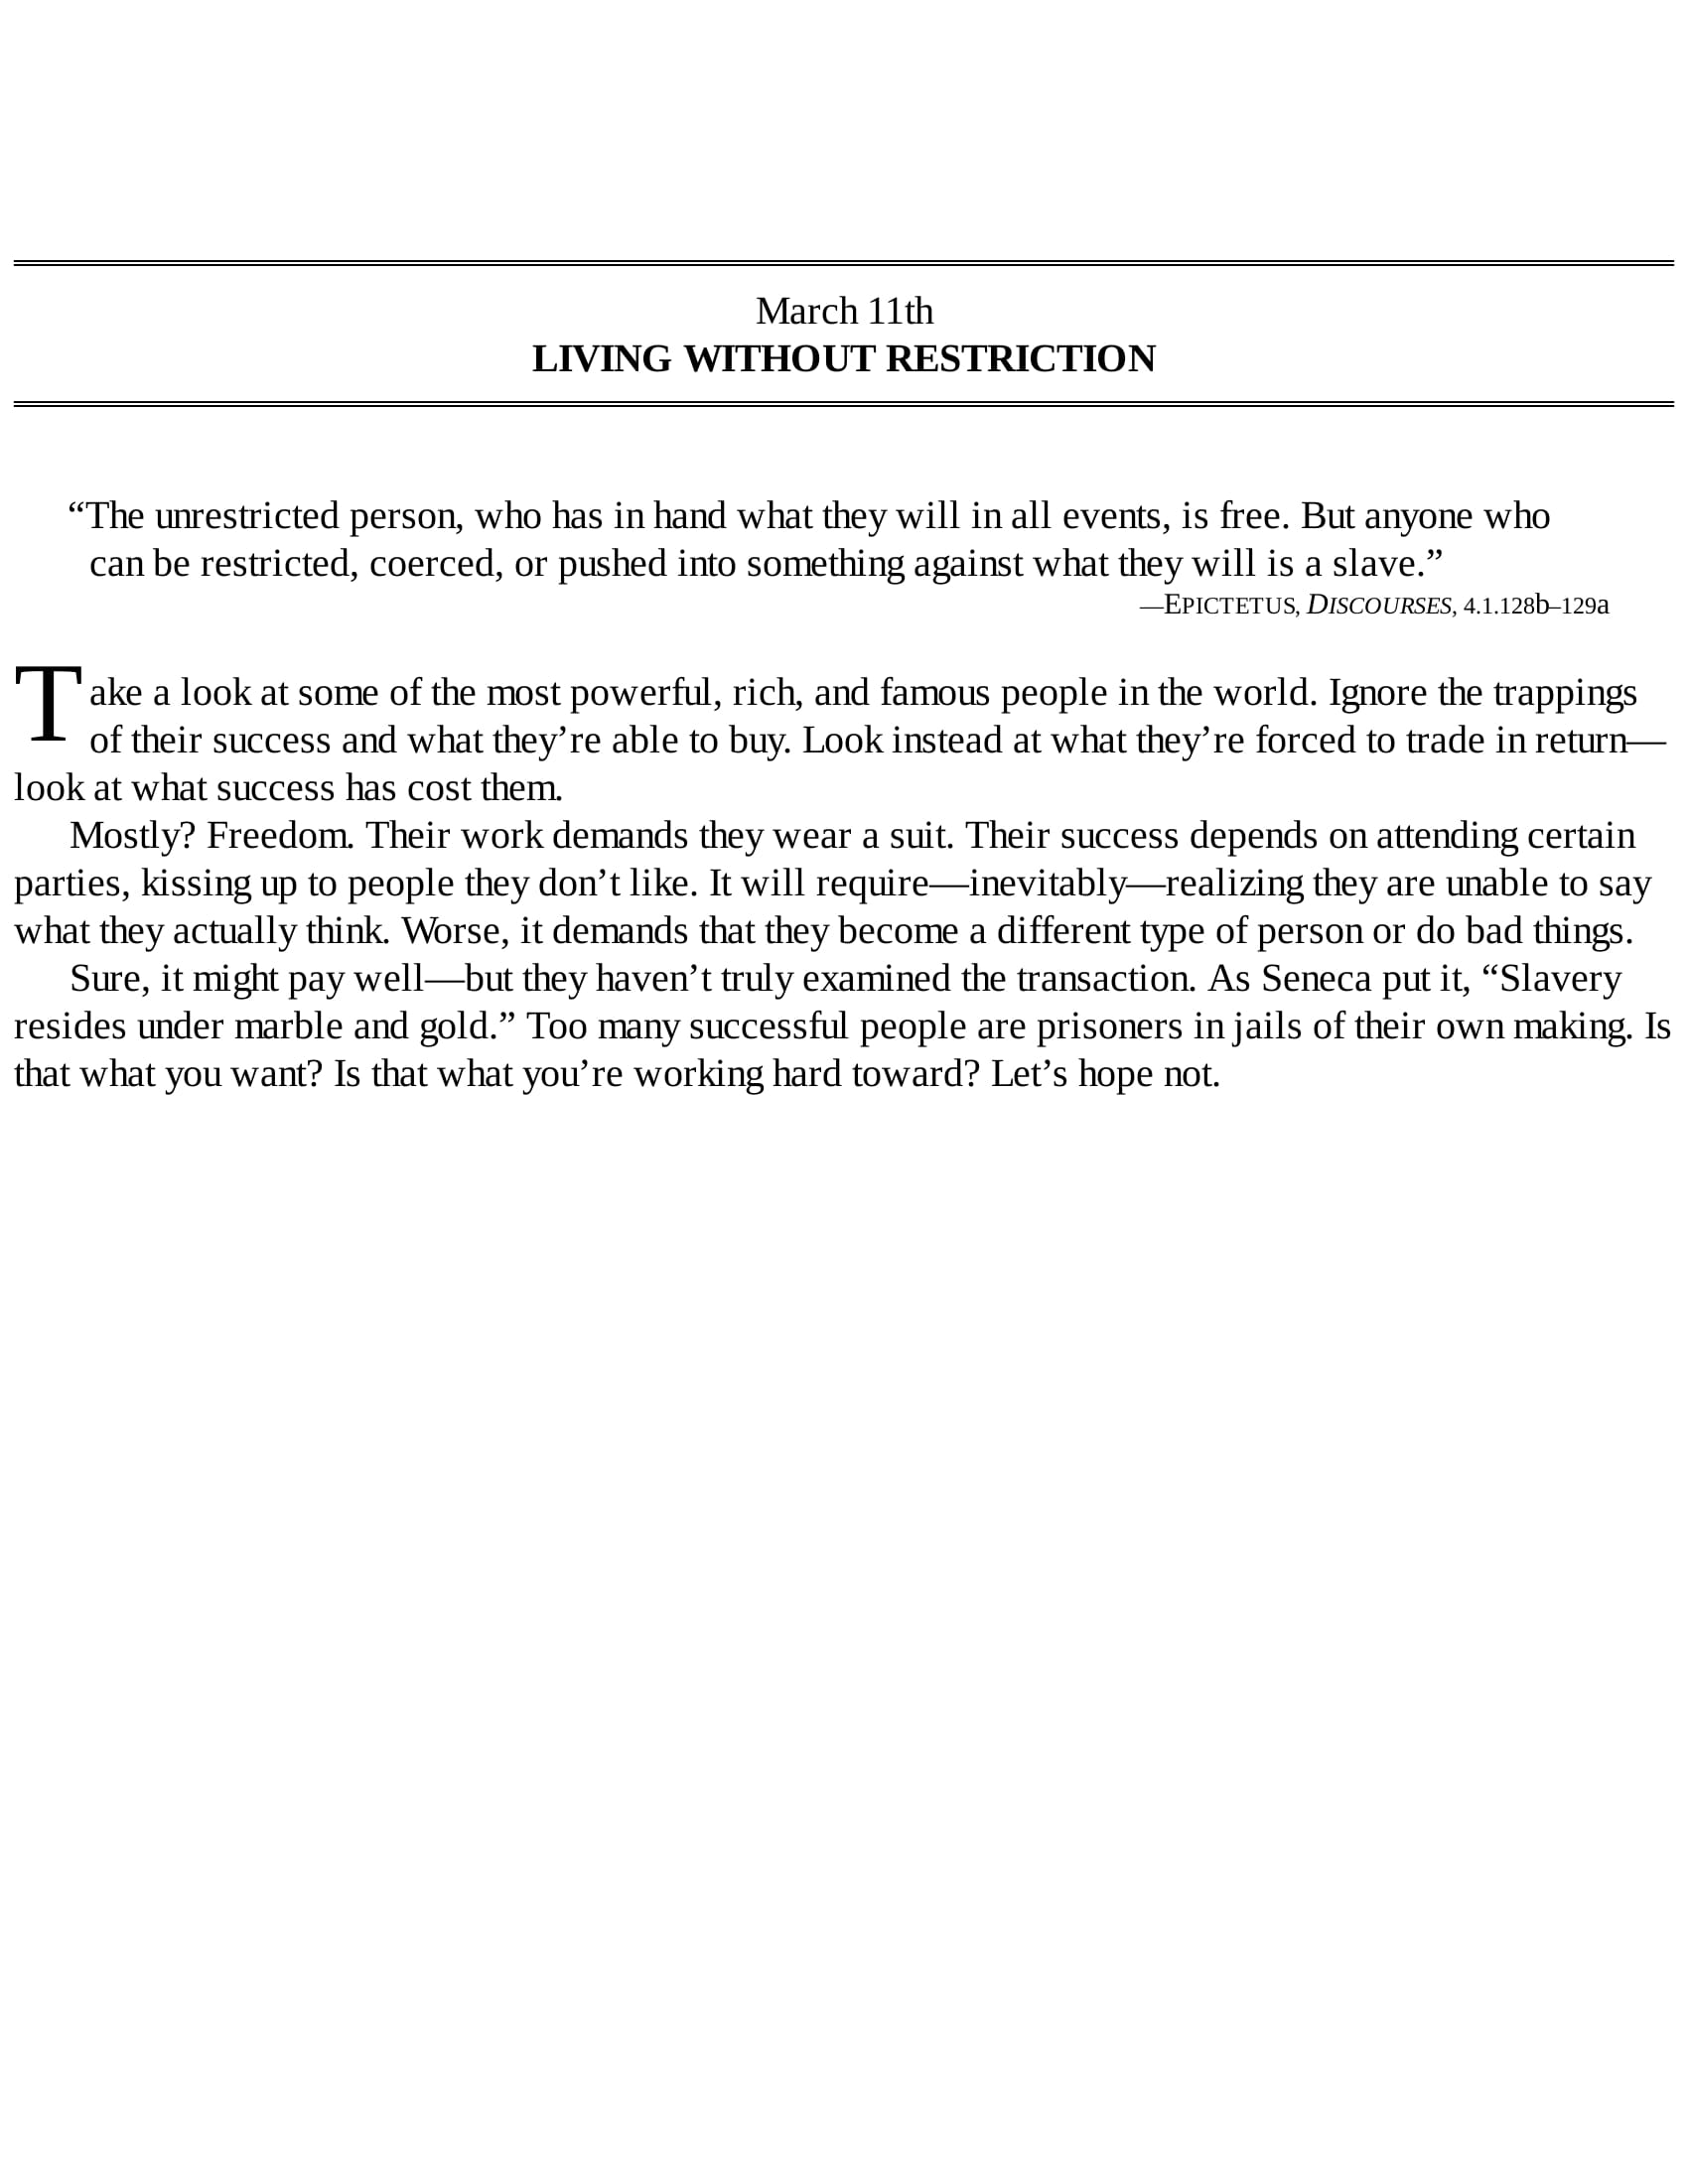 March 11th
LIVING WITHOUT RESTRICTION
“The unrestricted person, who has in hand what they will in all events, is free. But anyone who
can be restricted, coerced, or pushed into something against what they will is a slave.”
—EPICTETUS, DISCOURSES, 4.1.128b–129a
Take a look at some of the most powerful, rich, and famous people in the world. Ignore the trappings
of their success and what they’re able to buy. Look instead at what they’re forced to trade in return—
look at what success has cost them.
Mostly? Freedom. Their work demands they wear a suit. Their success depends on attending certain
parties, kissing up to people they don’t like. It will require—inevitably—realizing they are unable to say
what they actually think. Worse, it demands that they become a different type of person or do bad things.
Sure, it might pay well—but they haven’t truly examined the transaction. As Seneca put it, “Slavery
resides under marble and gold.” Too many successful people are prisoners in jails of their own making. Is
that what you want? Is that what you’re working hard toward? Let’s hope not.